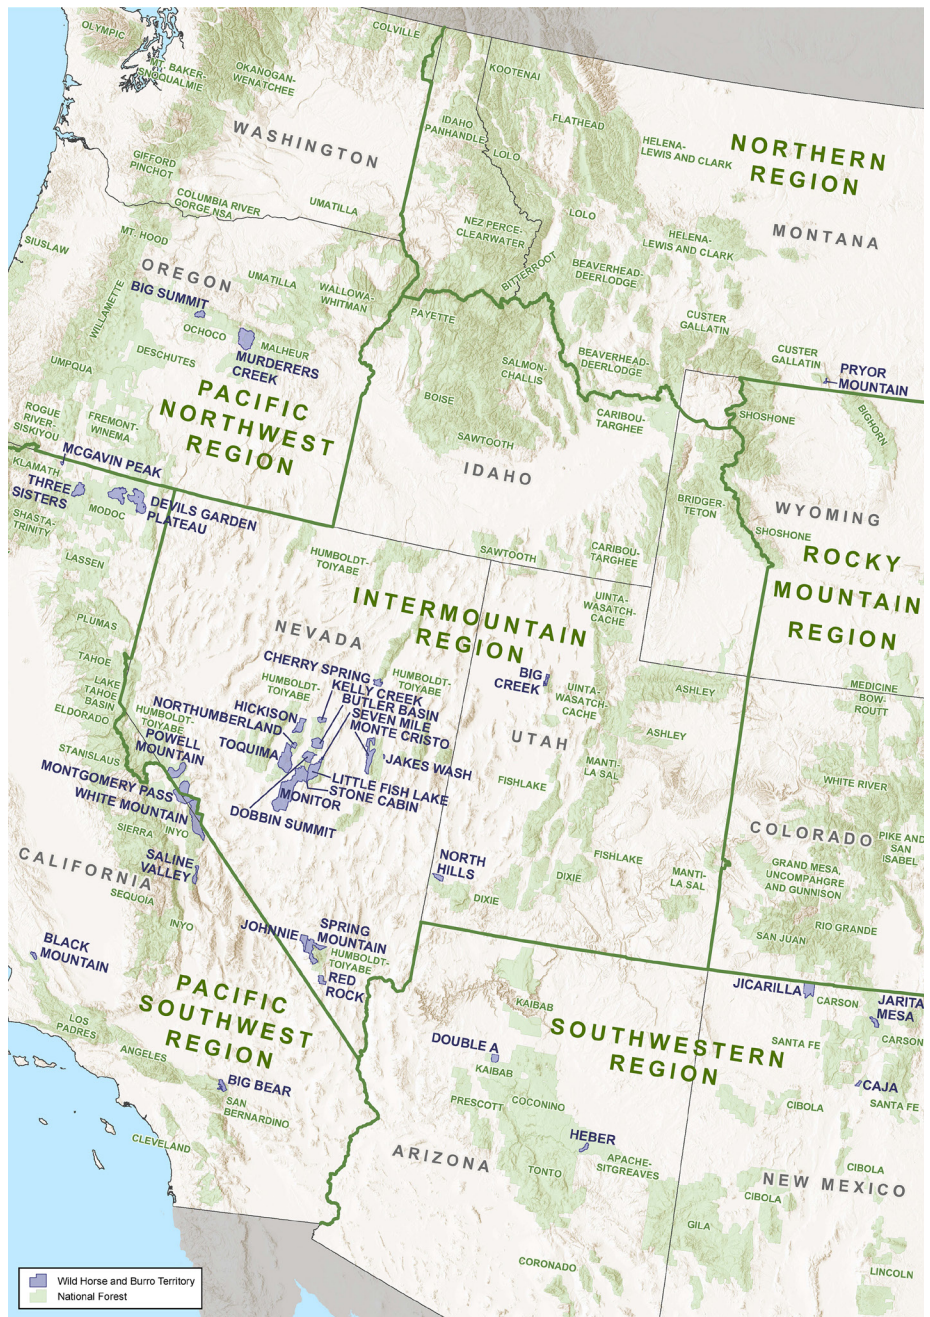 OLYMPIC
COLVILLE
MT. BAKER-
SNOQUALMIE
OKANOGAN-
WENATCHEE
KOOTENAI
WASHINGTON
IDAHO
PANHANDLE
FLATHEAD
LOLO
HELENA-
LEWIS AND CLARK
NORTHERN
REGION
GIFFORD
PINCHOT
COLUMBIA RIVER
GORGE NSA
UMATILLA
NEZ PERCE-
CLEARWATER
LOLO
HELENA-
LEWIS AND CLARK
MONTANA
SIUSLAW
MT. HOOD
OREGON
BITTERROOT
BEAVERHEAD-
DEERLODGE
UMATILLA
WALLOWA-
WHITMAN
BIG SUMMIT
WILLAMETTE
OCHOCO
PAYETTE
CUSTER
GALLATIN
MALHEUR
DESCHUTES
MURDERERS
CREEK
UMPQUA
SALMON-
CHALLIS
BEAVERHEAD-
DEERLODGE
CUSTER
GALLATIN
PRYOR
MOUNTAIN
PACIFIC
NORTHWEST
REGION
BOISE
ROGUE
RIVER-
SISKIYOU
FREMONT-
WINEMA
CARIBOU-
TARGHEE
SHOSHONE
BIGHORN
SAWTOOTH
MCGAVIN PEAK
KLAMATH
IDAHO
THREE
SISTERS
MODOC
DEVILS GARDEN
PLATEAU
BRIDGER-
TETON
WYOMING
SHASTA-
TRINITY
SHOSHONE
LASSEN
HUMBOLDT-
TOIYABE
SAWTOOTH
CARIBOU-
TARGHEE
ROCKY
MOUNTAIN
REGION
INTERMOUNTAIN
REGION
UINTA-
WASATCH-
CACHE
PLUMAS
NEVADA
TAHOE
CHERRY SPRING
HUMBOLDT-
TOIYABE
KELLY CREEK
HUMBOLDT-
TOIYABE
BUTLER BASIN
BIG
CREEK
UINTA-
WASATCH-
CACHE
ASHLEY
MEDICINE
BOW-
ROUTT
LAKE
TAHOE
BASIN
ELDORADO
HUMBOLDT-
TOIYABE
HICKISON
NORTHUMBERLAND
SEVEN MILE
MONTE CRISTO
POWELL
MOUNTAIN
TOQUIMA
JAKES WASH
UTAH
ASHLEY
STANISLAUS
MONTGOMERY PASS
WHITE MOUNTAIN
LITTLE FISH LAKE
STONE CABIN
MONITOR
DOBBIN SUMMIT
FISHLAKE
MANTI-
LA SAL
WHITE RIVER
SIERRA
INYO
COLORADO
PIKE AND
SAN
ISABEL
CALIFORNIA
SALINE
VALLEY
NORTH
HILLS
FISHLAKE
DIXIE
MANTI-
LA SAL
GRAND MESA,
UNCOMPAHGRE
AND GUNNISON
SEQUOIA
DIXIE
INYO
JOHNNIE
SPRING
MOUNTAIN
RIO GRANDE
SAN JUAN
BLACK
MOUNTAIN
HUMBOLDT-
TOIYABE
RED
ROCK
PACIFIC
SOUTHWEST
REGION
JICARILLA
CARSON
JARITA
MESA
KAIBAB
LOS
PADRES
SOUTHWESTERN
REGION
SANTA FE
CARSON
ANGELES
DOUBLE A
KAIBAB
BIG BEAR
CAJA
SAN
BERNARDINO
PRESCOTT
COCONINO
CIBOLA
SANTA FE
CLEVELAND
HEBER
ARIZONA
TONTO
APACHE-
SITGREAVES
CIBOLA
NEW MEXICO
CIBOLA
GILA
CORONADO
LINCOLN
Wild Horse and Burro Territory
National Forest